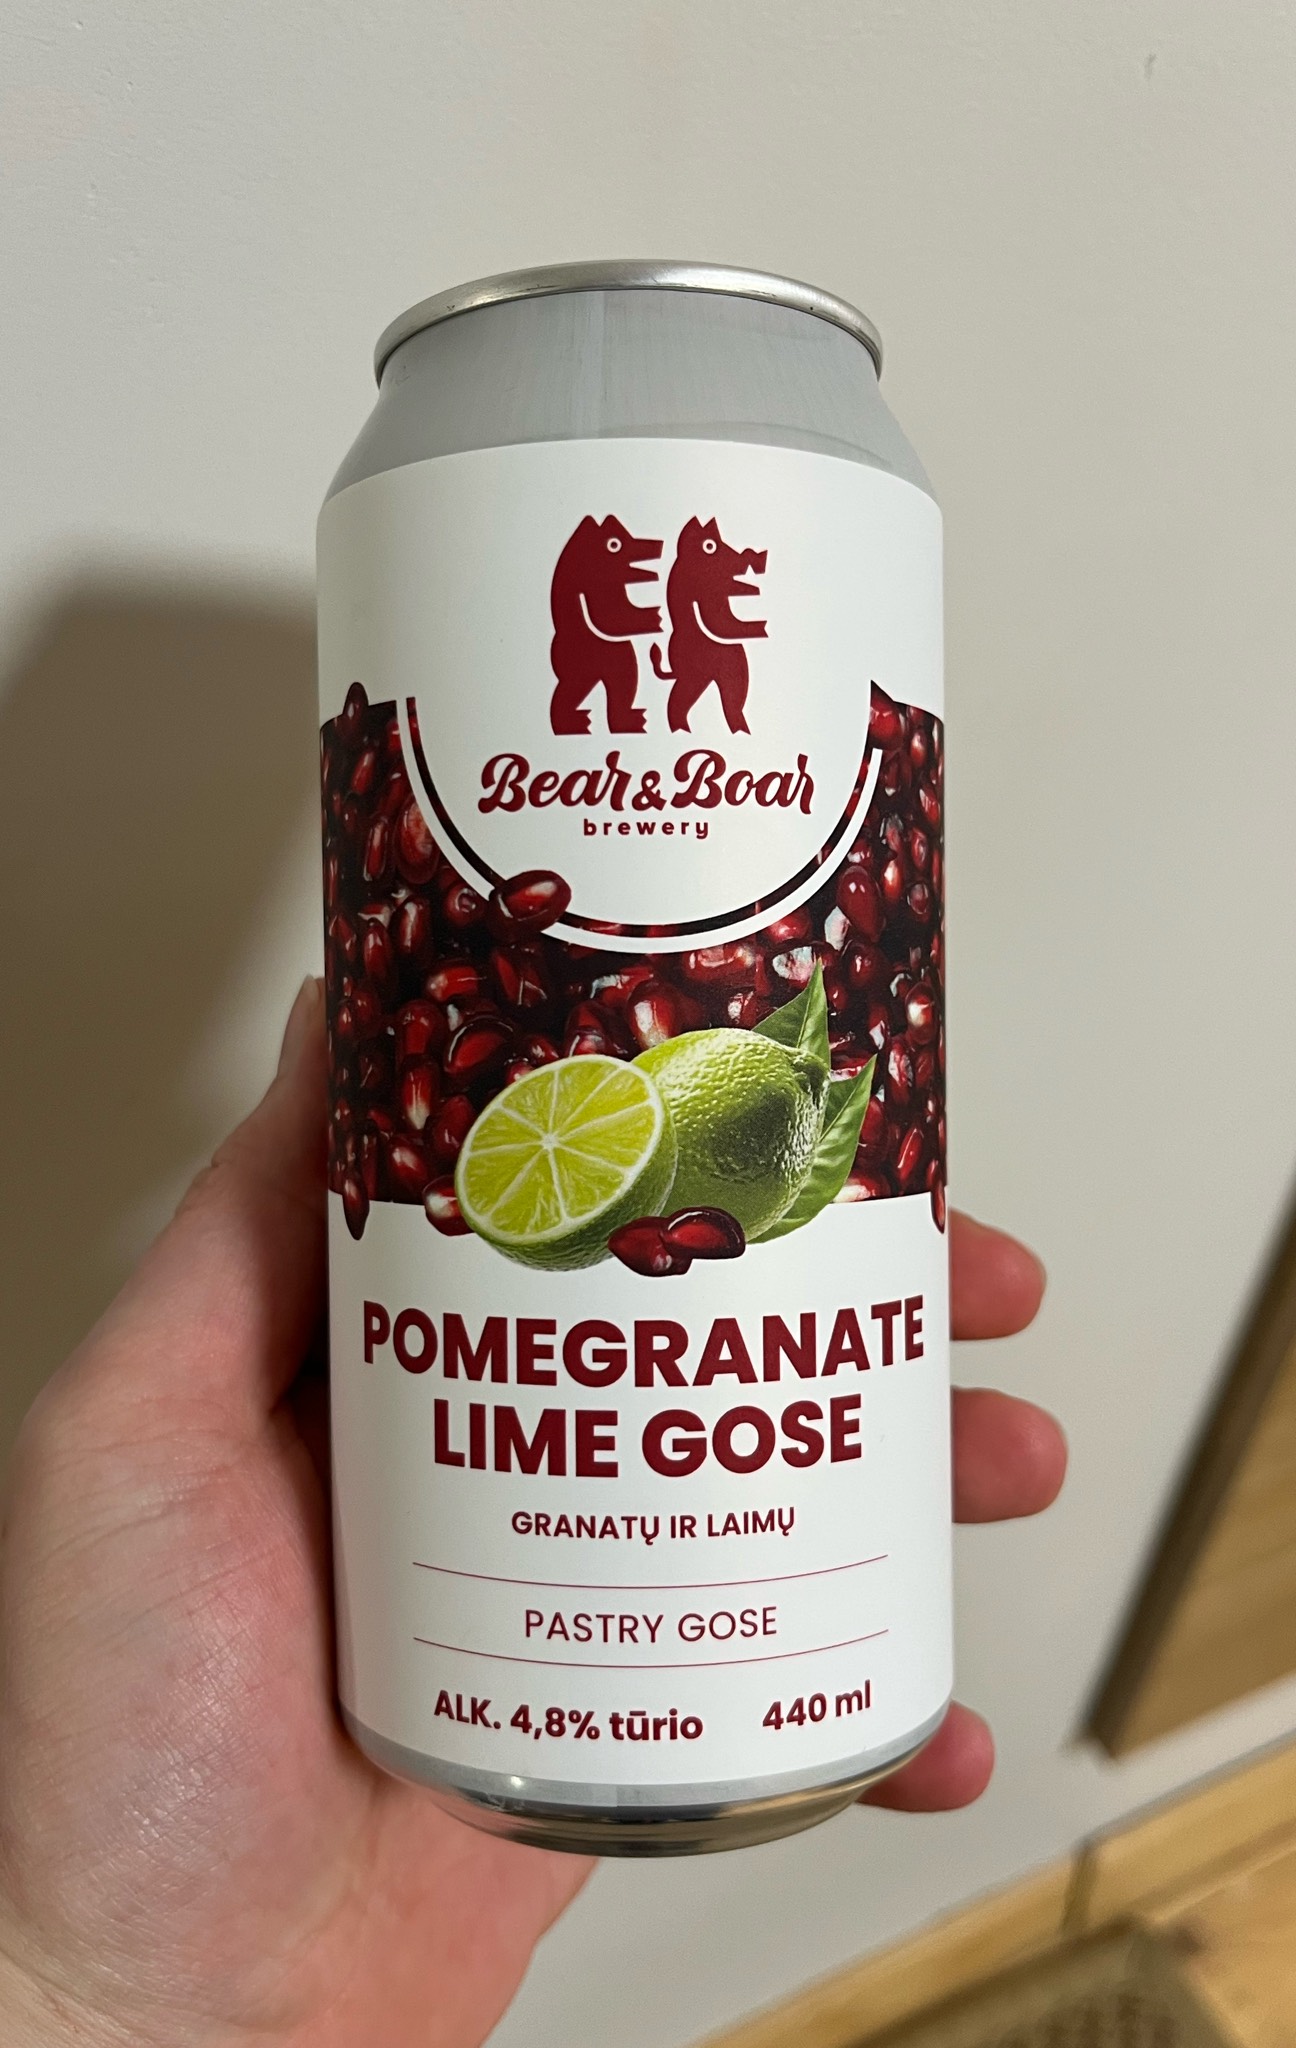 Bear & Boar
brewery
POMEGRANATE
LIME GOSE
GRANATŲ IR LAIMŲ
PASTRY GOSE
ALK. 4,8% tūrio 440 ml